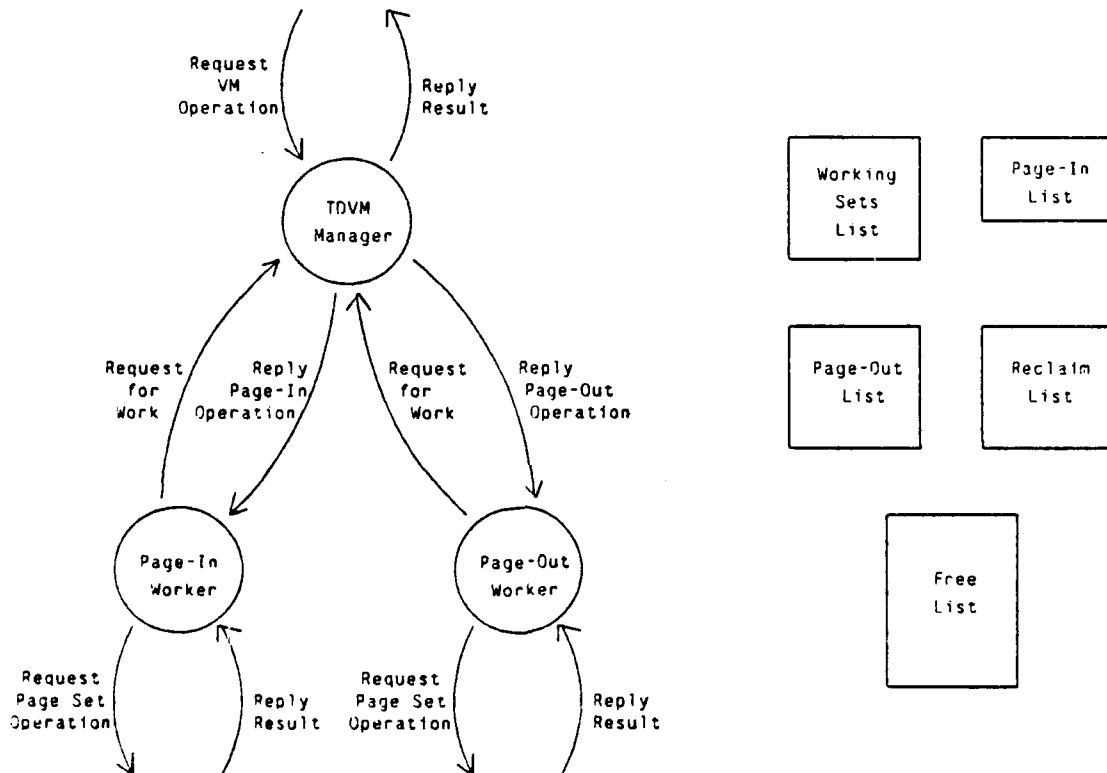 Request
VM
Operation
Reply
Result
TDVM
Manager
Working
Sets
List
Page-In
List
Request
for
Work
Reply
Page-In
Operation
Request
for
Work
Reply
Page-Out
Operation
Page-Out
List
Reclaim
List
Page-In
Worker
Page-Out
Worker
Free
List
Request
Page Set
Operation
Reply
Result
Request
Page Set
Operation
Reply
Result